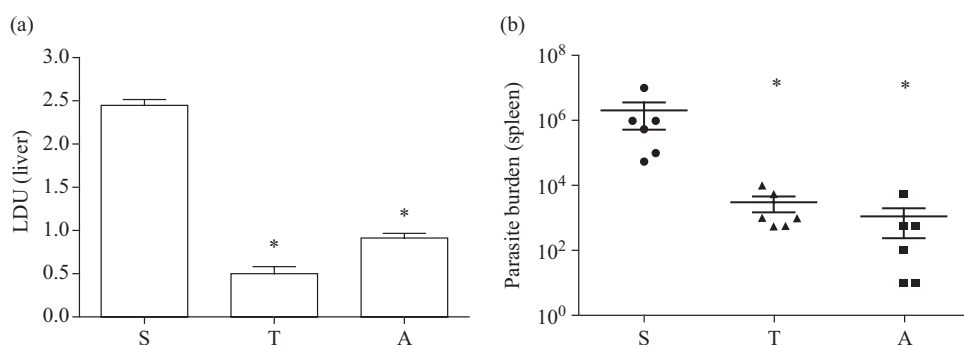 (a)
3.0
2.5
2.0
1.5
1.0
0.5
0.0
LDU (liver)
*
*
S T A
(b)
10^8
10^6
10^4
10^2
10^0
Parasite burden (spleen)
* *
S T A